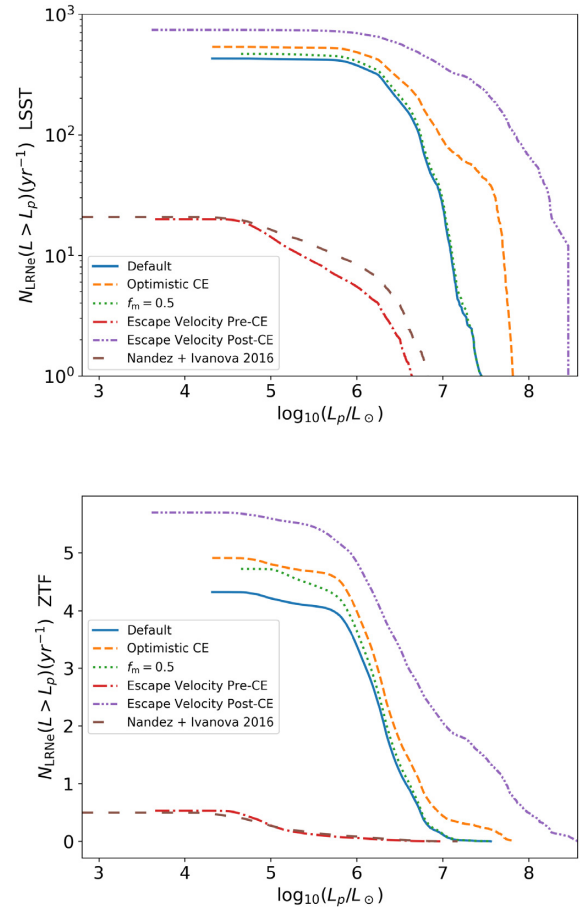 10³
10²
10¹
10⁰
N_LRNe(L > L_p)(yr⁻¹) LSST
Default
Optimistic CE
f_m = 0.5
Escape Velocity Pre-CE
Escape Velocity Post-CE
Nandez + Ivanova 2016
3 4 5 6 7 8
log₁₀(L_p/L_⊙)
5
4
3
2
1
0
N_LRNe(L > L_p)(yr⁻¹) ZTF
Default
Optimistic CE
f_m = 0.5
Escape Velocity Pre-CE
Escape Velocity Post-CE
Nandez + Ivanova 2016
3 4 5 6 7 8
log₁₀(L_p/L_⊙)